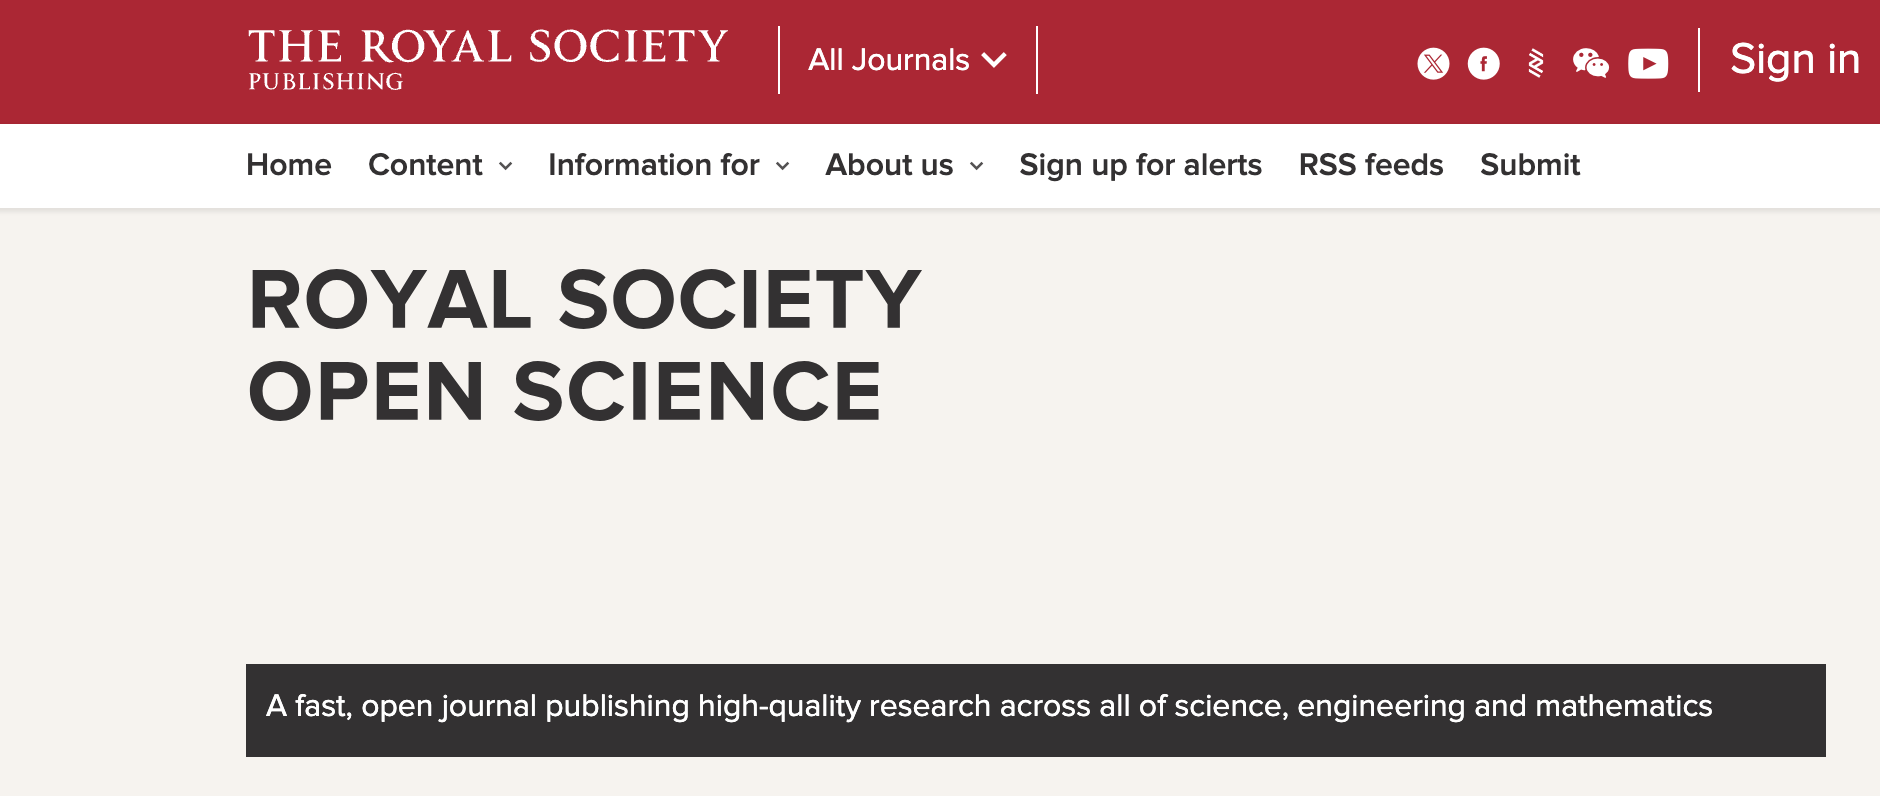 THE ROYAL SOCIETY
PUBLISHING
All Journals
Sign in
Home Content Information for About us Sign up for alerts RSS feeds Submit
ROYAL SOCIETY
OPEN SCIENCE
A fast, open journal publishing high-quality research across all of science, engineering and mathematics